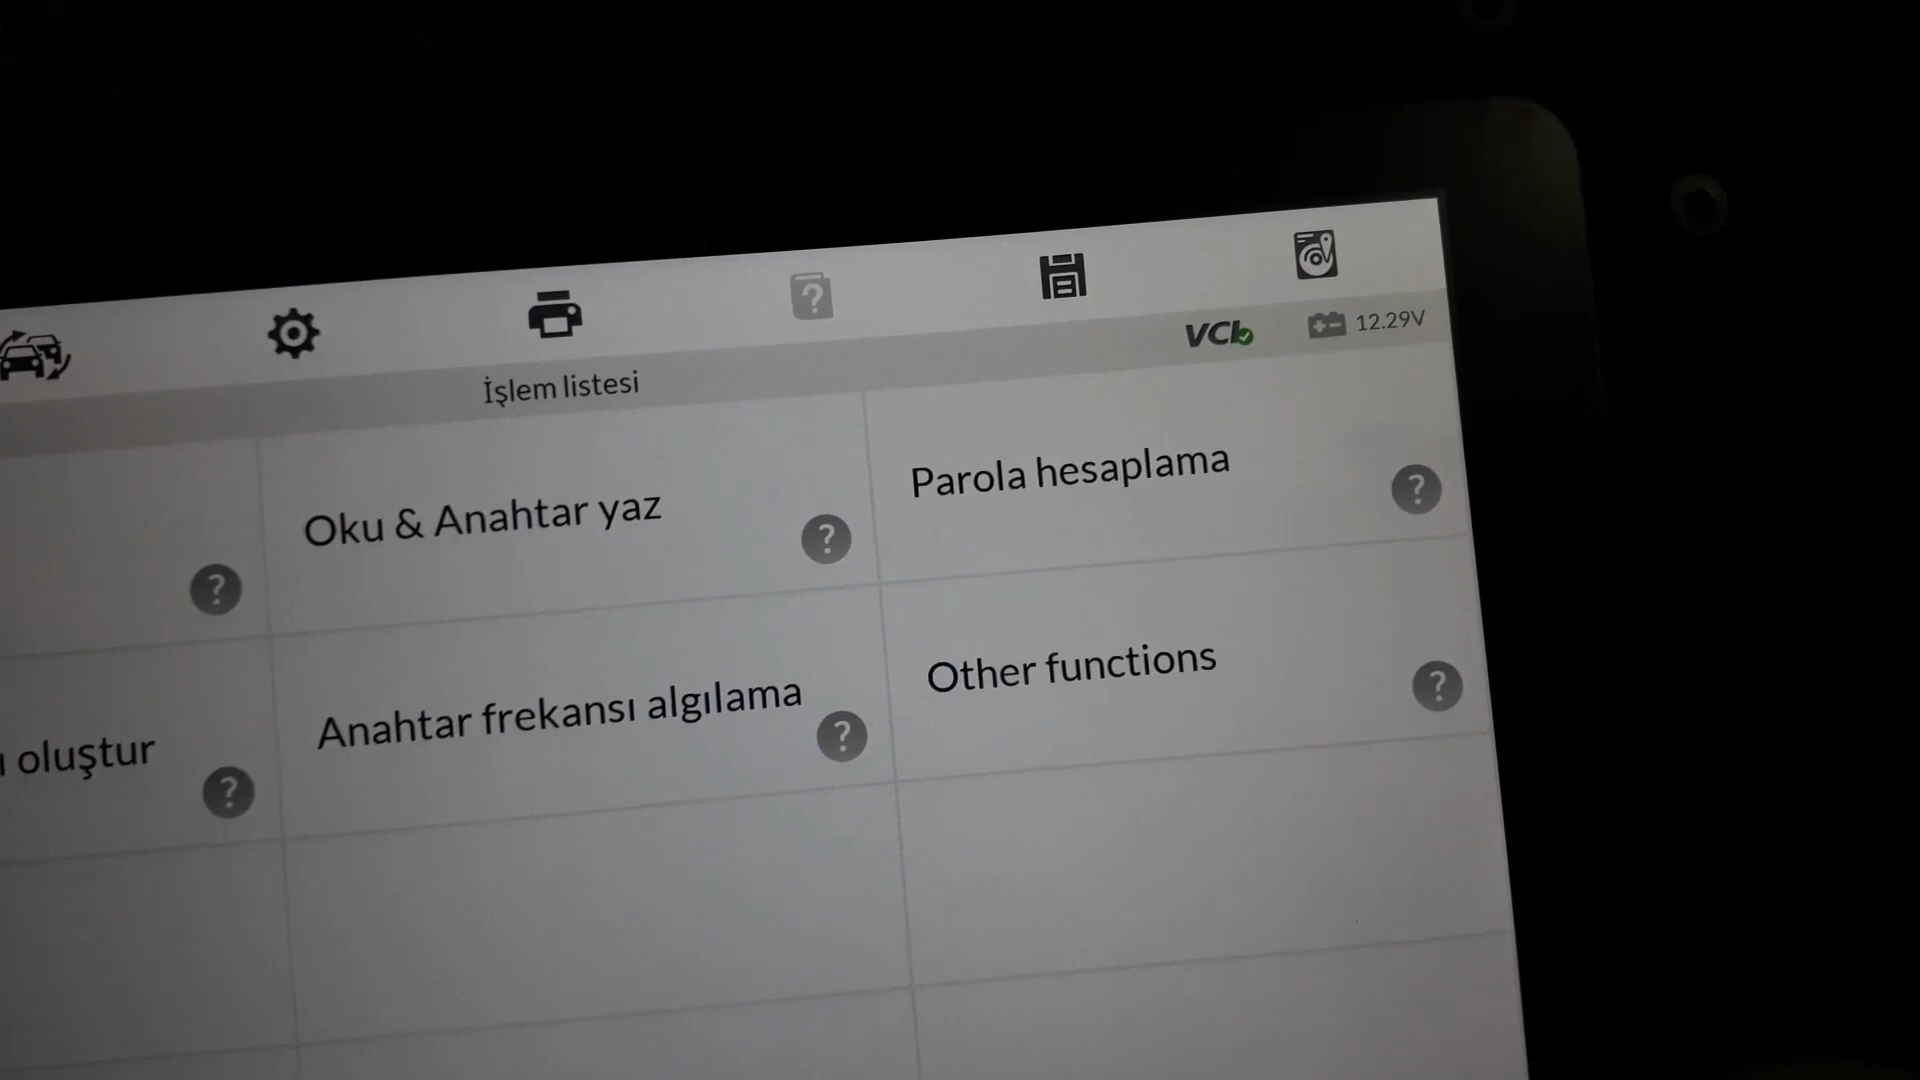 VCI
12.29V
İşlem listesi
Oku & Anahtar yaz
Parola hesaplama
oluştur
Anahtar frekansı algılama
Other functions